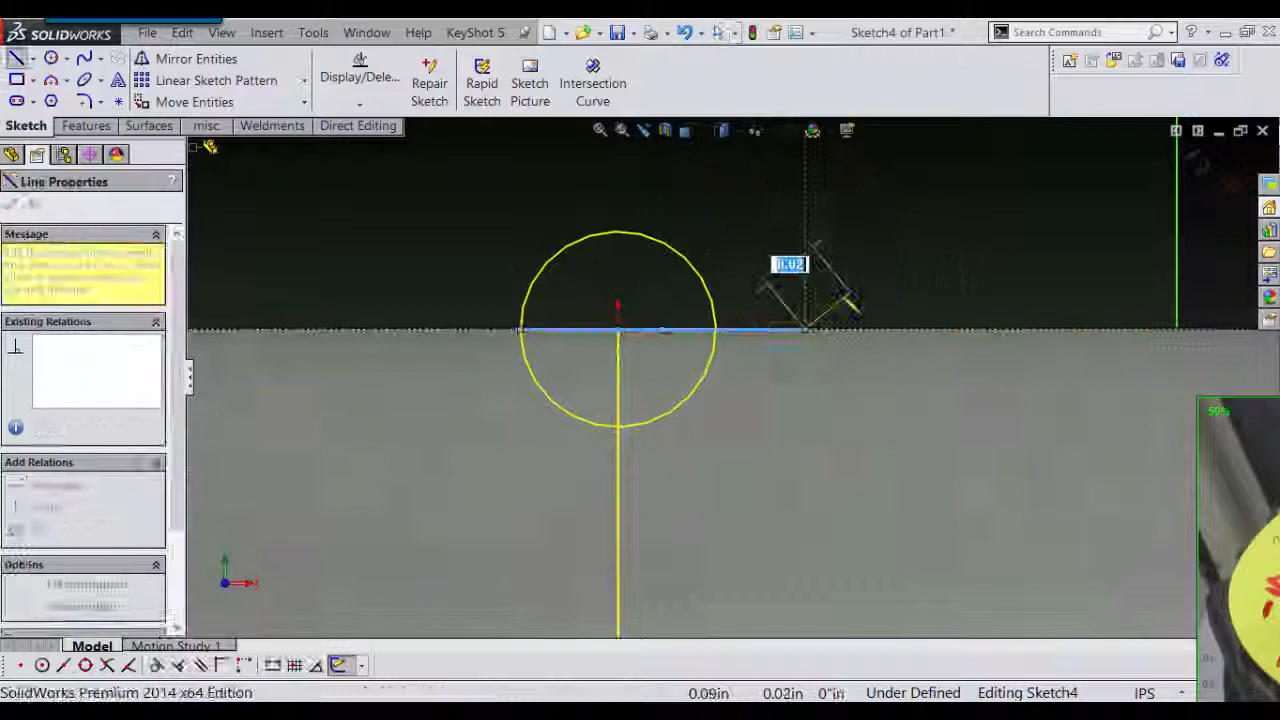 SOLIDWORKS File Edit View Insert Tools Window Help KeyShot 5 Sketch4 of Part1 * Search Commands
Mirror Entities
Linear Sketch Pattern
Move Entities
Display/Dele...
Repair Sketch
Rapid Sketch
Sketch Picture
Intersection Curve
Sketch Features Surfaces misc Weldments Direct Editing
Line Properties ?
Message
Existing Relations
Add Relations
Options
0.02
50%
x
Model Motion Study 1
SolidWorks Premium 2014 x64 Edition 0.09in 0.02in 0"in Under Defined Editing Sketch4 IPS